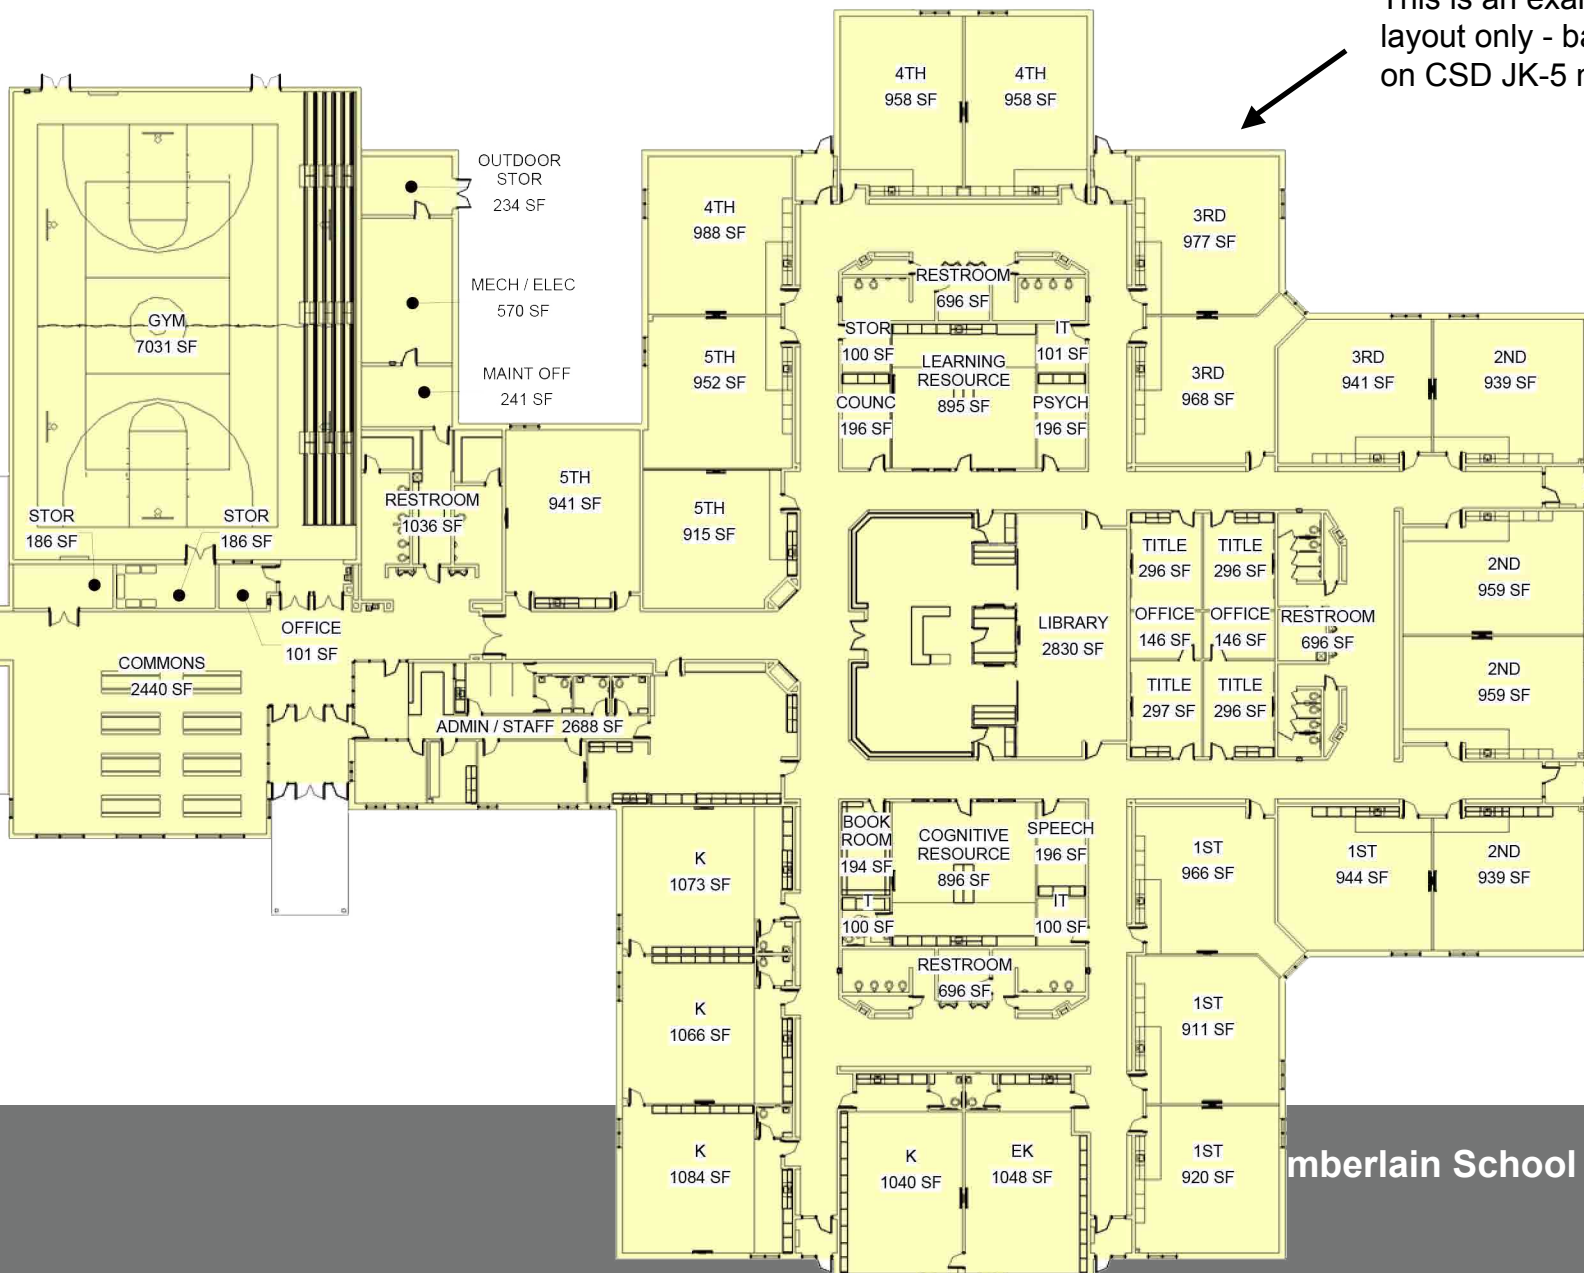 This is an exa
layout only - ba
on CSD JK-5 r
4TH
958 SF
4TH
958 SF
OUTDOOR
STOR
234 SF
4TH
988 SF
3RD
977 SF
MECH / ELEC
570 SF
RESTROOM
696 SF
GYM
7031 SF
STOR
100 SF
IT
101 SF
5TH
952 SF
LEARNING
RESOURCE
895 SF
3RD
968 SF
3RD
941 SF
2ND
939 SF
MAINT OFF
241 SF
COUNC
196 SF
PSYCH
196 SF
RESTROOM
1036 SF
5TH
941 SF
5TH
915 SF
STOR
186 SF
STOR
186 SF
TITLE
296 SF
TITLE
296 SF
2ND
959 SF
OFFICE
101 SF
LIBRARY
2830 SF
OFFICE
146 SF
OFFICE
146 SF
RESTROOM
696 SF
COMMONS
2440 SF
TITLE
297 SF
TITLE
296 SF
2ND
959 SF
ADMIN / STAFF 2688 SF
BOOK
ROOM
194 SF
COGNITIVE
RESOURCE
896 SF
SPEECH
196 SF
K
1073 SF
1ST
966 SF
1ST
944 SF
2ND
939 SF
T
100 SF
IT
100 SF
RESTROOM
696 SF
K
1066 SF
1ST
911 SF
K
1084 SF
K
1040 SF
EK
1048 SF
1ST
920 SF
mberlain School